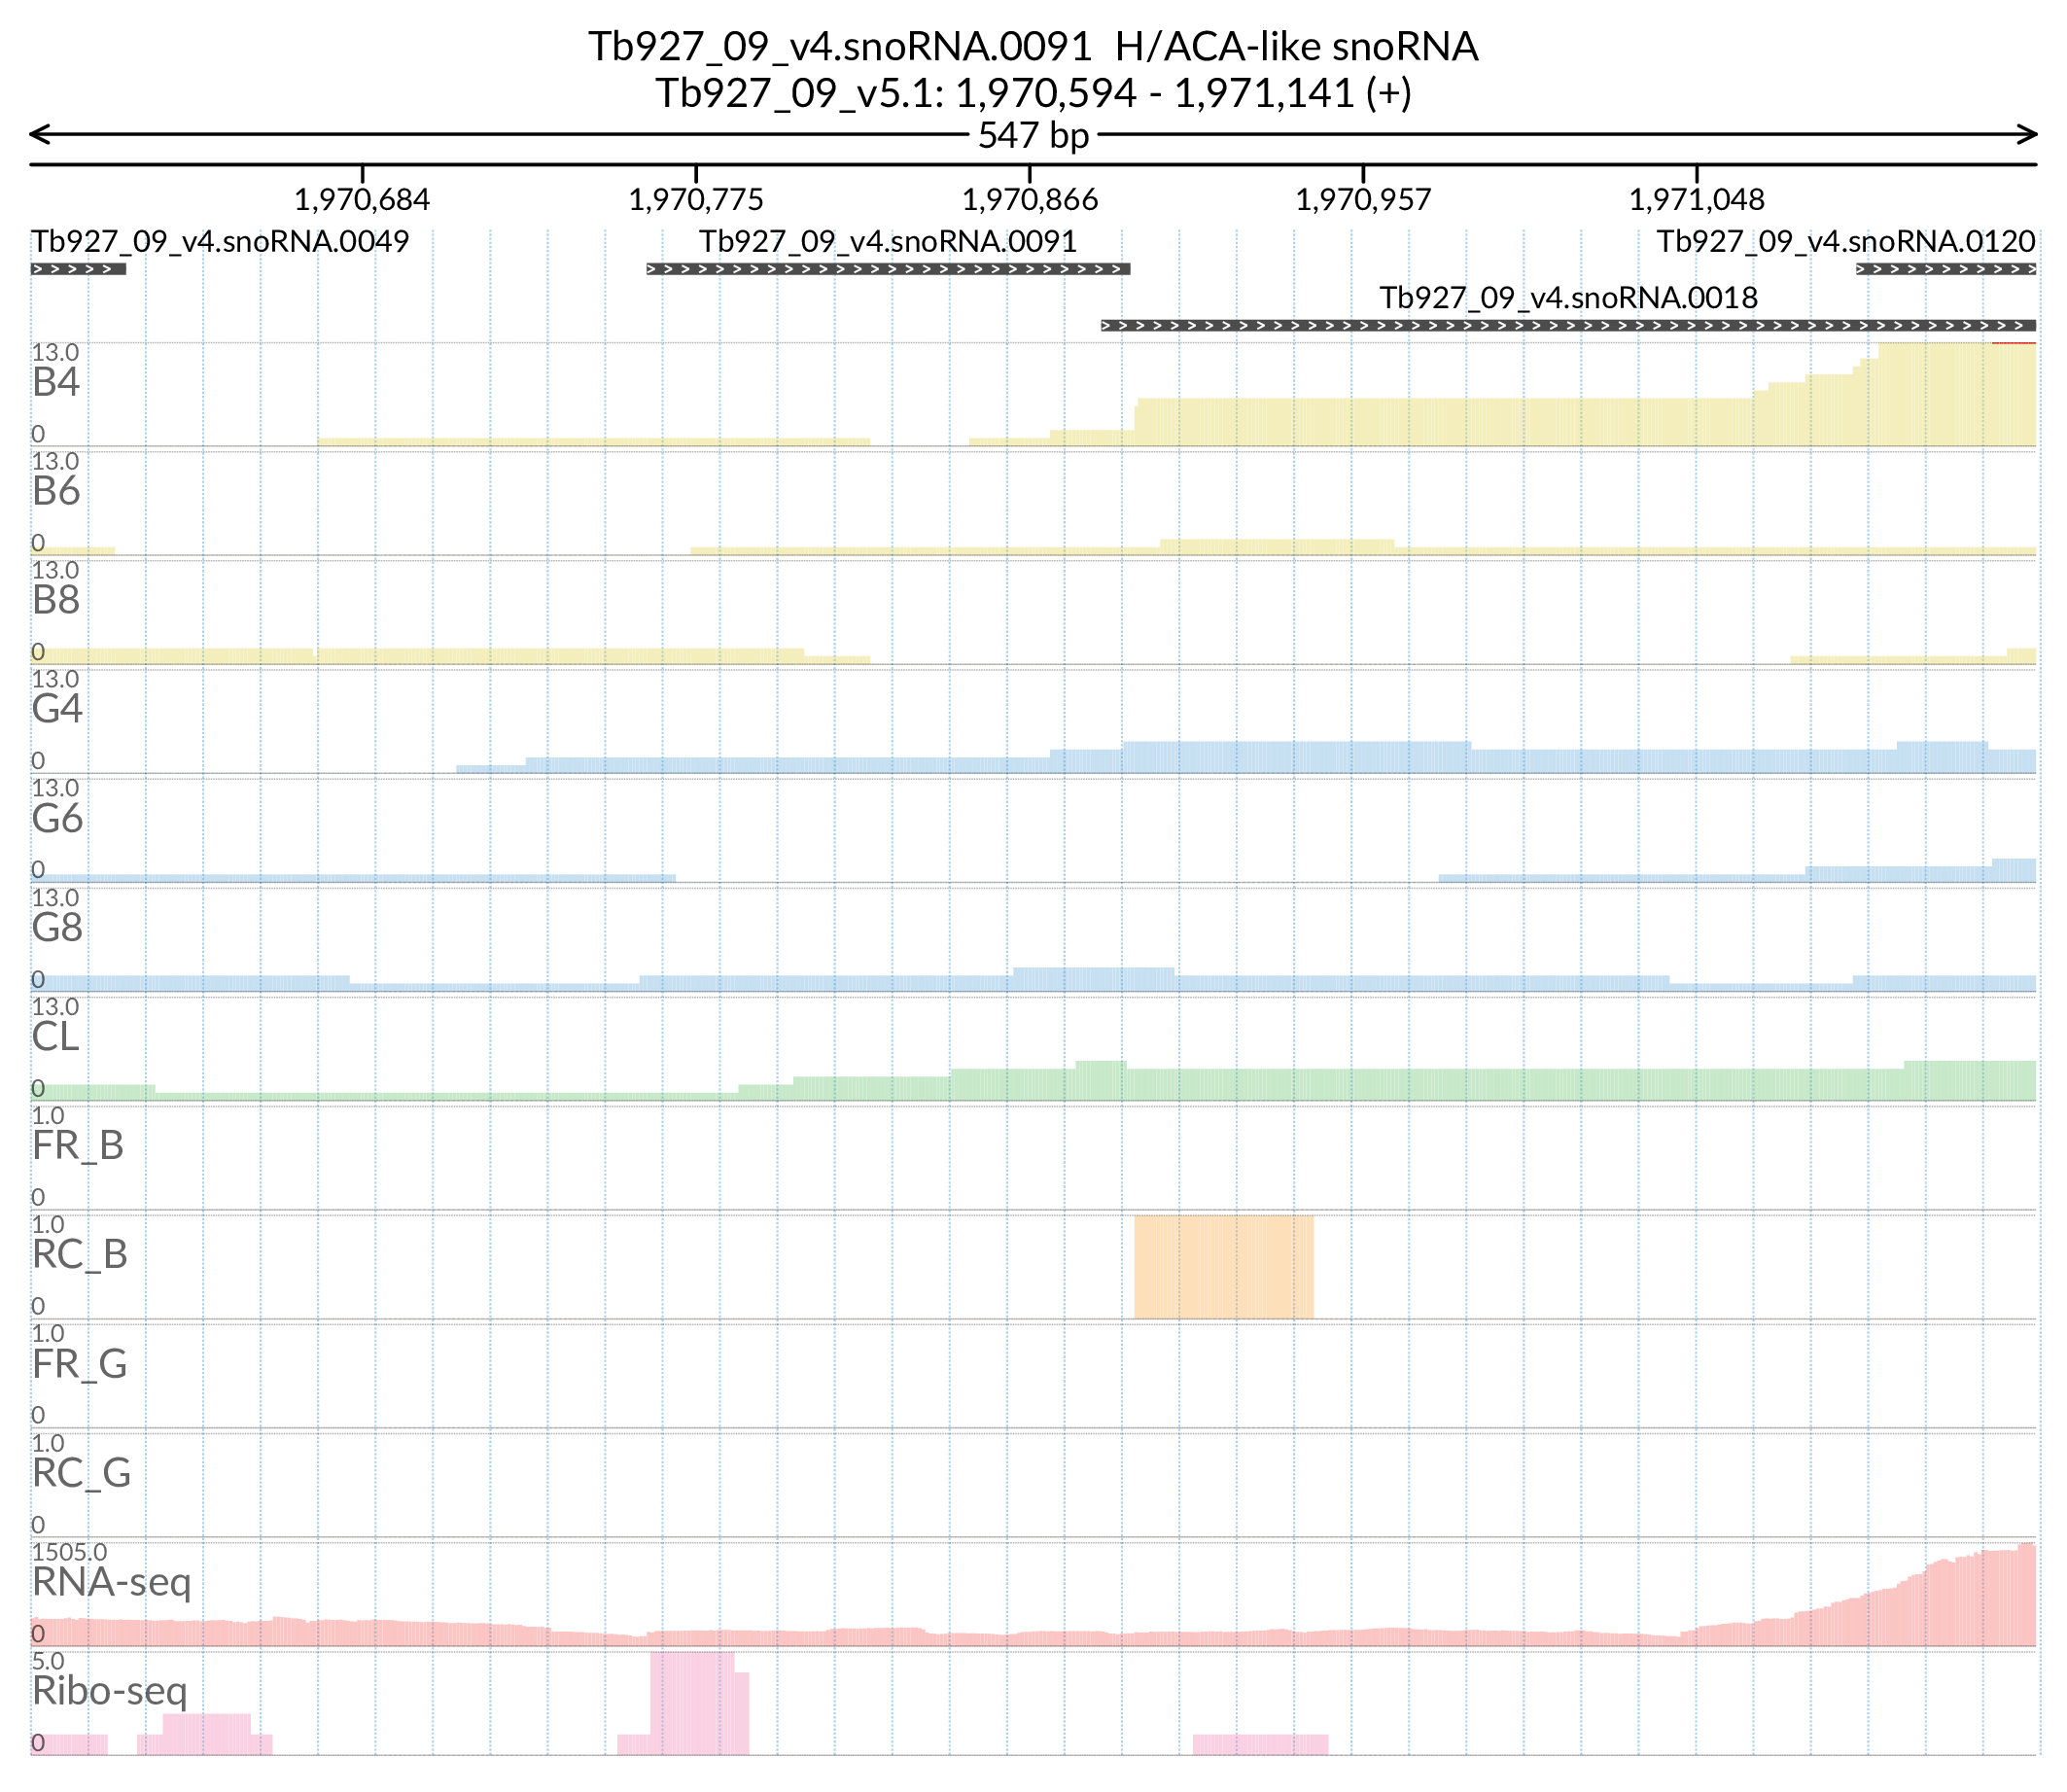 Tb927_09_v4.snoRNA.0091 H/ACA-like snoRNA
Tb927_09_v5.1: 1,970,594 - 1,971,141 (+)
547 bp
1,970,684 1,970,775 1,970,866 1,970,957 1,971,048
Tb927_09_v4.snoRNA.0049 Tb927_09_v4.snoRNA.0091 Tb927_09_v4.snoRNA.0120
Tb927_09_v4.snoRNA.0018
13.0
B4
0
13.0
B6
0
13.0
B8
0
13.0
G4
0
13.0
G6
0
13.0
G8
0
13.0
CL
0
1.0
FR_B
0
1.0
RC_B
0
1.0
FR_G
0
1.0
RC_G
0
1505.0
RNA-seq
0
5.0
Ribo-seq
0